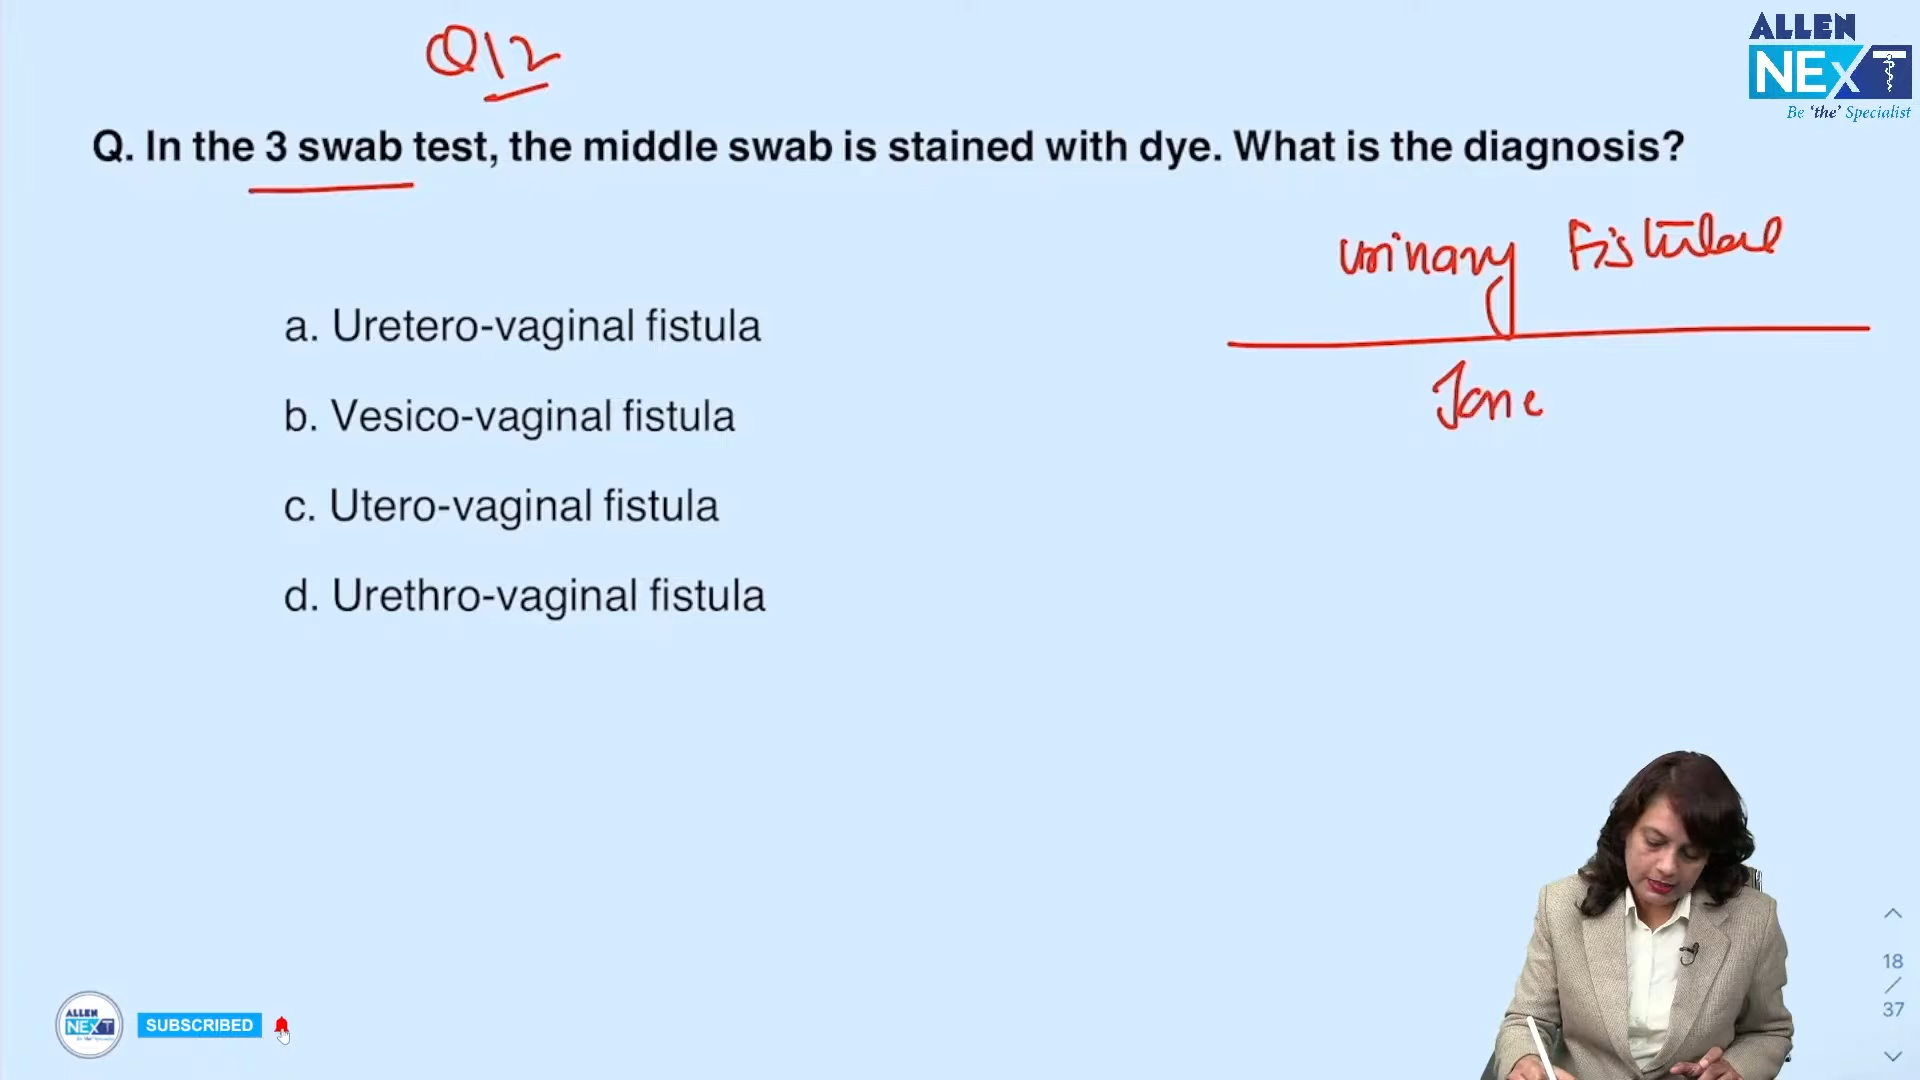 Q12
ALLEN
NExT
Be 'the' Specialist
Q. In the 3 swab test, the middle swab is stained with dye. What is the diagnosis?
urinary Fistulae
a. Uretero-vaginal fistula
Jone
b. Vesico-vaginal fistula
c. Utero-vaginal fistula
d. Urethro-vaginal fistula
18
/
37
ALLEN
NEXT
SUBSCRIBED